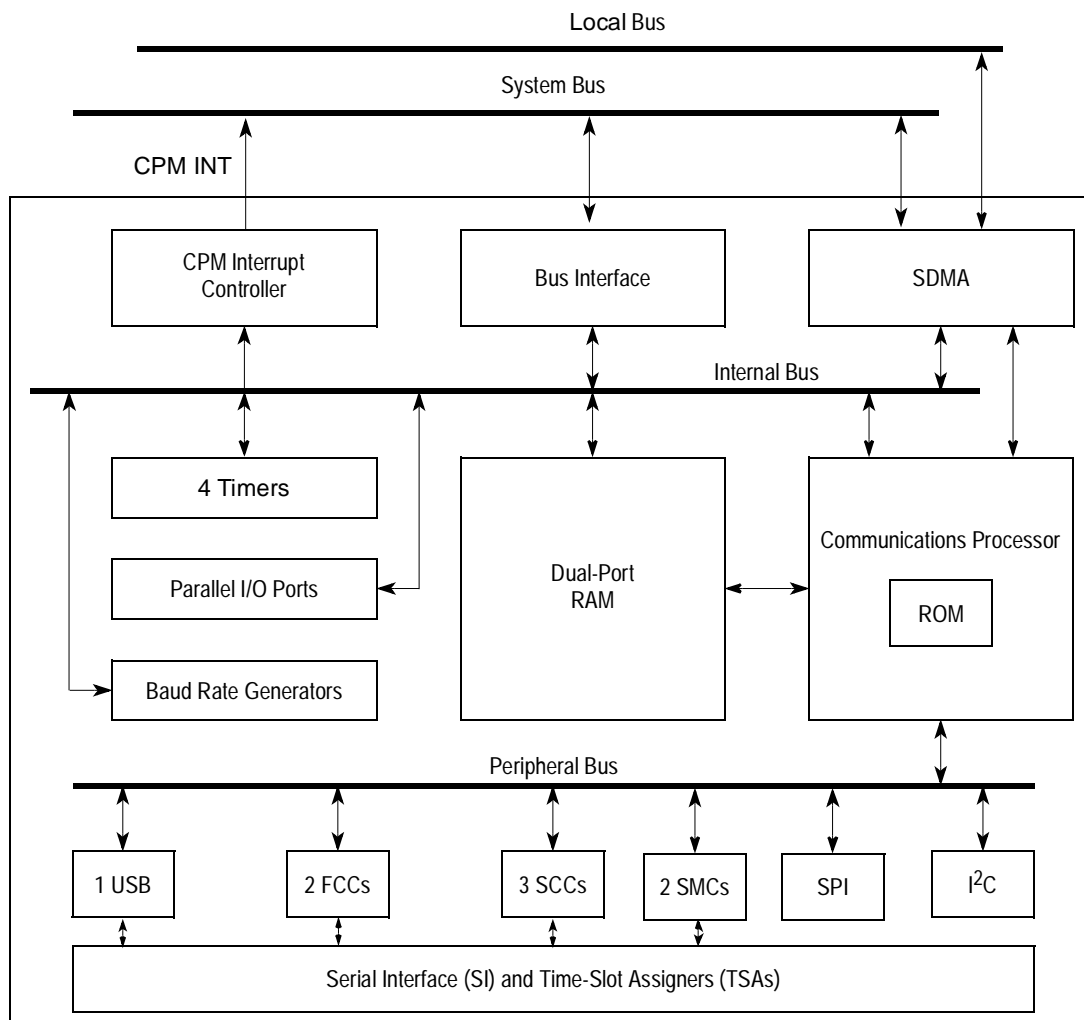 Local Bus
System Bus
CPM INT
CPM Interrupt
Controller
Bus Interface
SDMA
Internal Bus
4 Timers
Parallel I/O Ports
Baud Rate Generators
Dual-Port
RAM
Communications Processor
ROM
Peripheral Bus
1 USB
2 FCCs
3 SCCs
2 SMCs
SPI
I²C
Serial Interface (SI) and Time-Slot Assigners (TSAs)